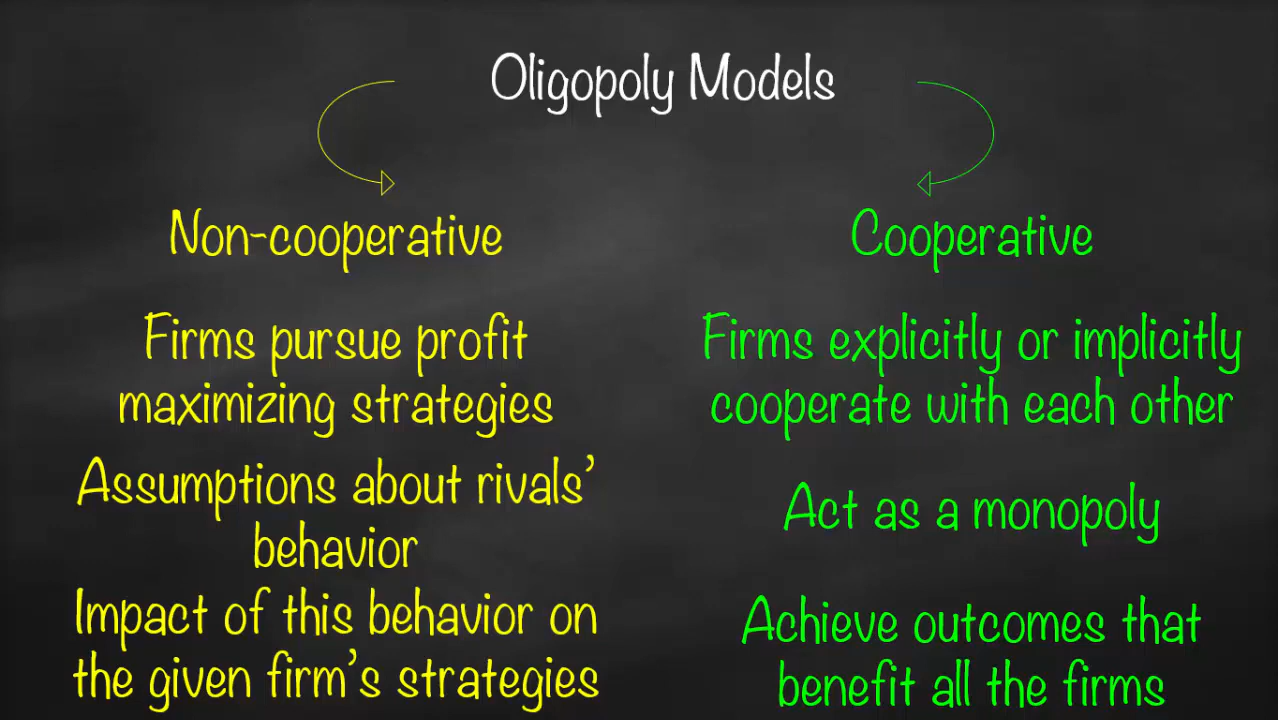 Oligopoly Models
Non-cooperative
Firms pursue profit
maximizing strategies
Assumptions about rivals’
behavior
Impact of this behavior on
the given firm’s strategies
Cooperative
Firms explicitly or implicitly
cooperate with each other
Act as a monopoly
Achieve outcomes that
benefit all the firms